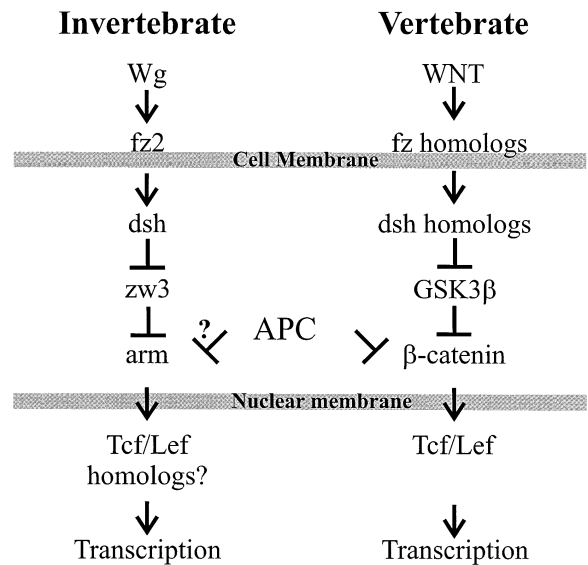 Invertebrate
Vertebrate
Wg
WNT
fz2
fz homologs
Cell Membrane
dsh
dsh homologs
zw3
GSK3β
?
APC
arm
β-catenin
Nuclear membrane
Tcf/Lef
homologs?
Tcf/Lef
Transcription
Transcription